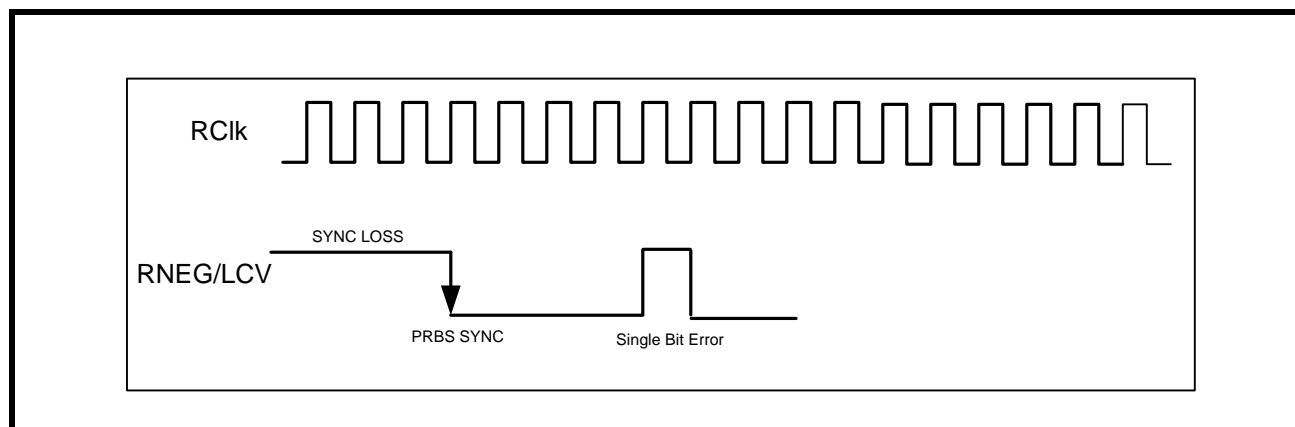 RClk
SYNC LOSS
RNEG/LCV
PRBS SYNC
Single Bit Error